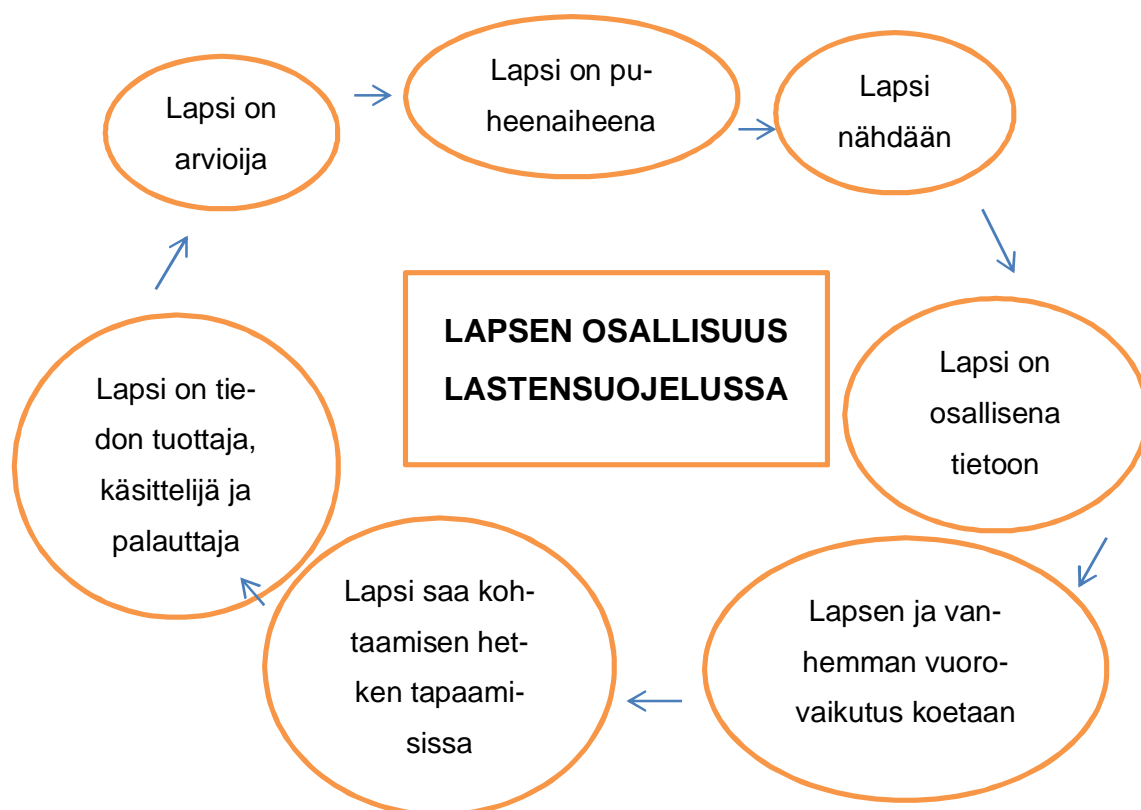 Lapsi on
arvioija
Lapsi on pu-
heenaiheena
Lapsi
nähdään
LAPSEN OSALLISUUS
LASTENSUOJELUSSA
Lapsi on
osallisena
tietoon
Lapsen ja van-
hemman vuoro-
vaikutus koetaan
Lapsi saa koh-
taamisen het-
ken tapaami-
sissa
Lapsi on tie-
don tuottaja,
käsittelijä ja
palauttaja